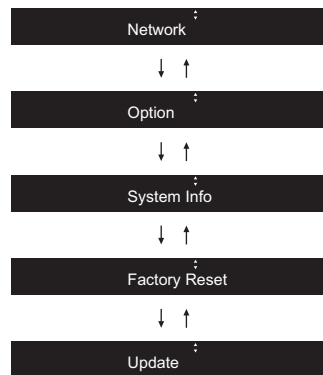 Network
Option
System Info
Factory Reset
Update